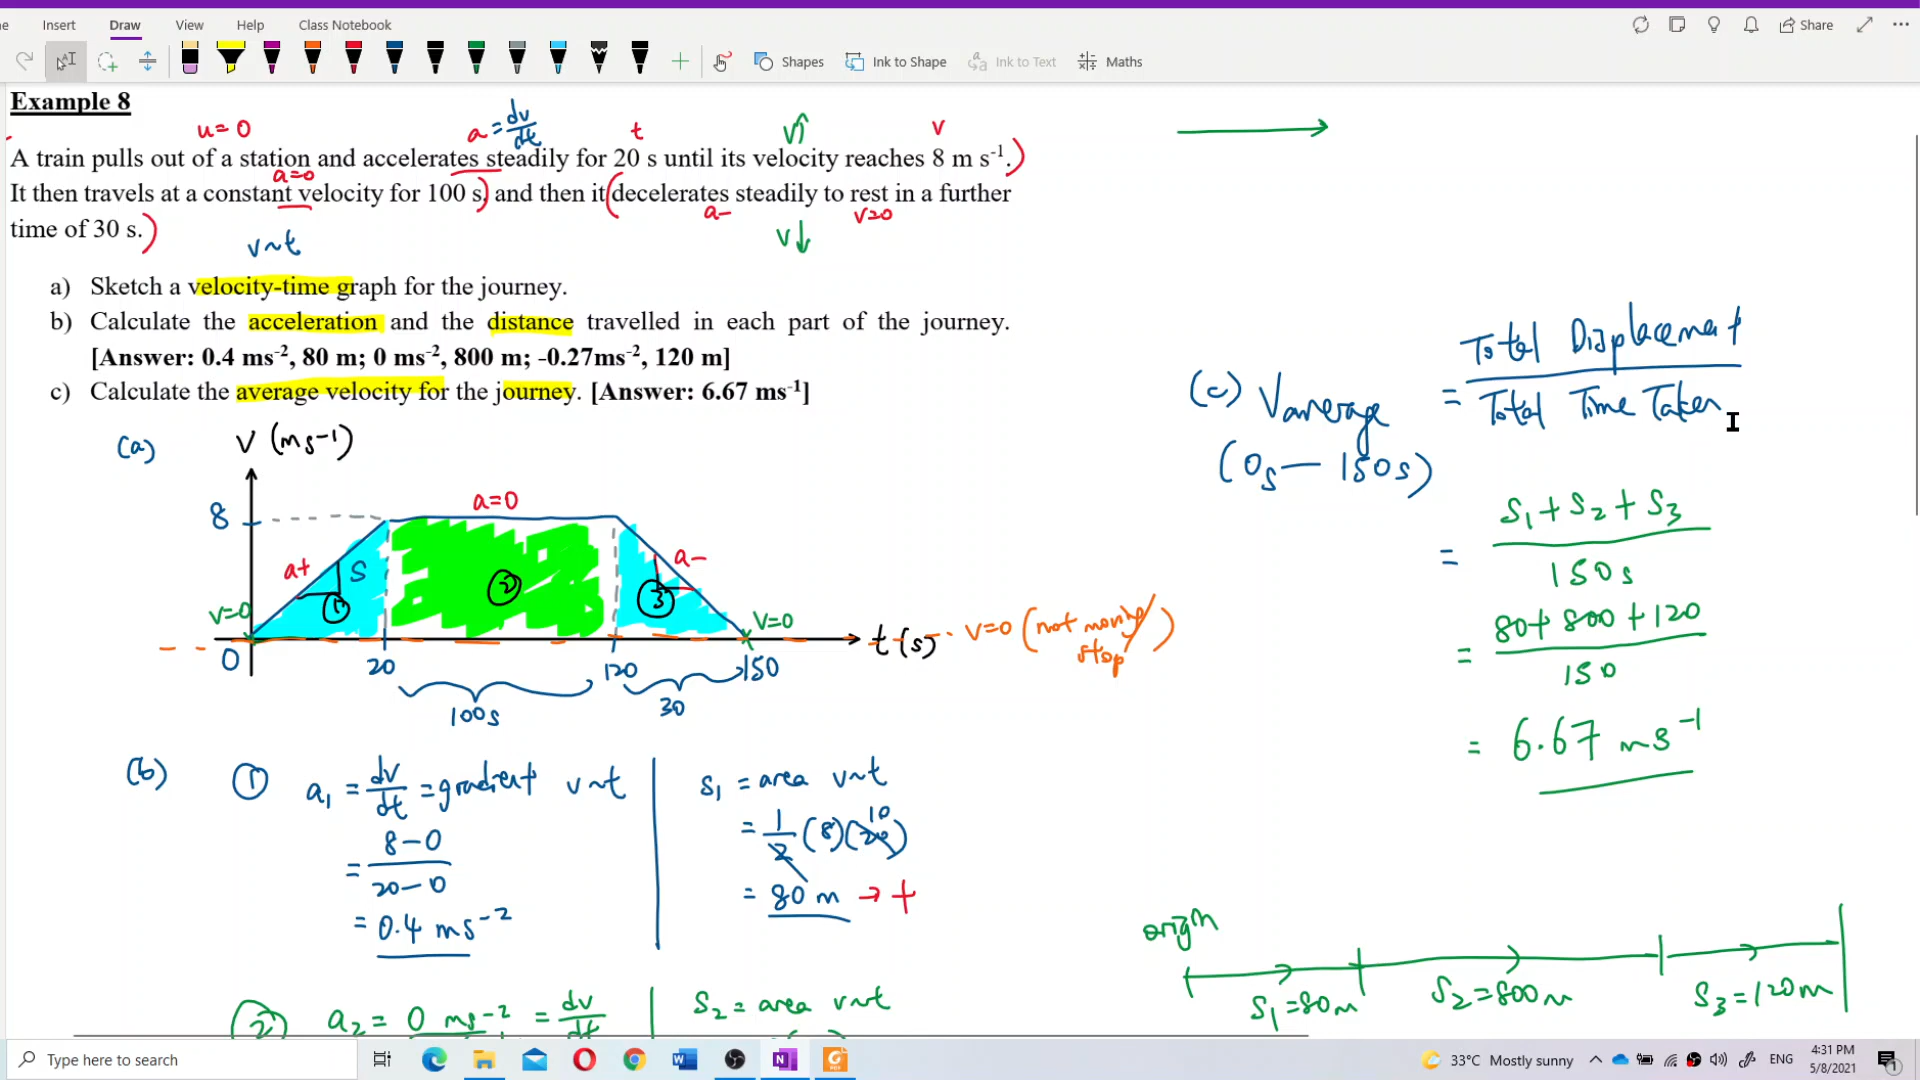 Insert Draw View Help Class Notebook
Share
Shapes Ink to Shape Ink to Text Maths
Example 8
u = 0 a = dv/dt t v↑ v
A train pulls out of a station and accelerates steadily for 20 s until its velocity reaches 8 m s⁻¹.)
a=0
It then travels at a constant velocity for 100 s) and then it (decelerates steadily to rest in a further
a- v=0
time of 30 s.)
v~t v↓
a) Sketch a velocity-time graph for the journey.
b) Calculate the acceleration and the distance travelled in each part of the journey.
[Answer: 0.4 ms⁻², 80 m; 0 ms⁻², 800 m; -0.27ms⁻², 120 m]
c) Calculate the average velocity for the journey. [Answer: 6.67 ms⁻¹]
(a) V (ms-1)
8
a=0
a+ S ① ② ③ a-
v=0 v=0
0 20 120 150 t(s) v=0 (not moving/
stop)
100s 30
(b) ① a₁ = dv/dt = gradient v~t
= 8-0 / 20-0
= 0.4 ms⁻²
s₁ = area v~t
= 1/2 (8)(20) 10
= 80 m → +
② a₂ = 0 ms⁻² = dv/dt
S₂ = area v~t
(c) Vaverage = Total Displacement / Total Time Taken
(0s — 150s)
= S₁+S₂+S₃ / 150s
= 80+800+120 / 150
= 6.67 ms⁻¹
origin
S₁=80m S₂=800m S₃=120m
Type here to search
33°C Mostly sunny ENG 4:31 PM
5/8/2021